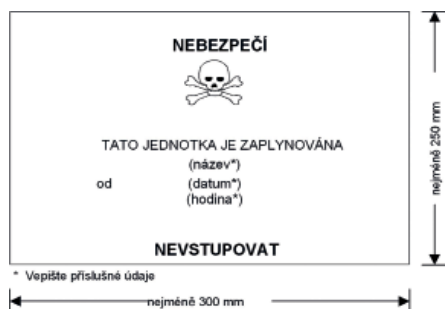 NEBEZPEČÍ
TATO JEDNOTKA JE ZAPLYNOVÁNA
(název*)
od (datum*)
(hodina*)
NEVSTUPOVAT
* Vepište příslušné údaje
nejméně 300 mm
nejméně 250 mm